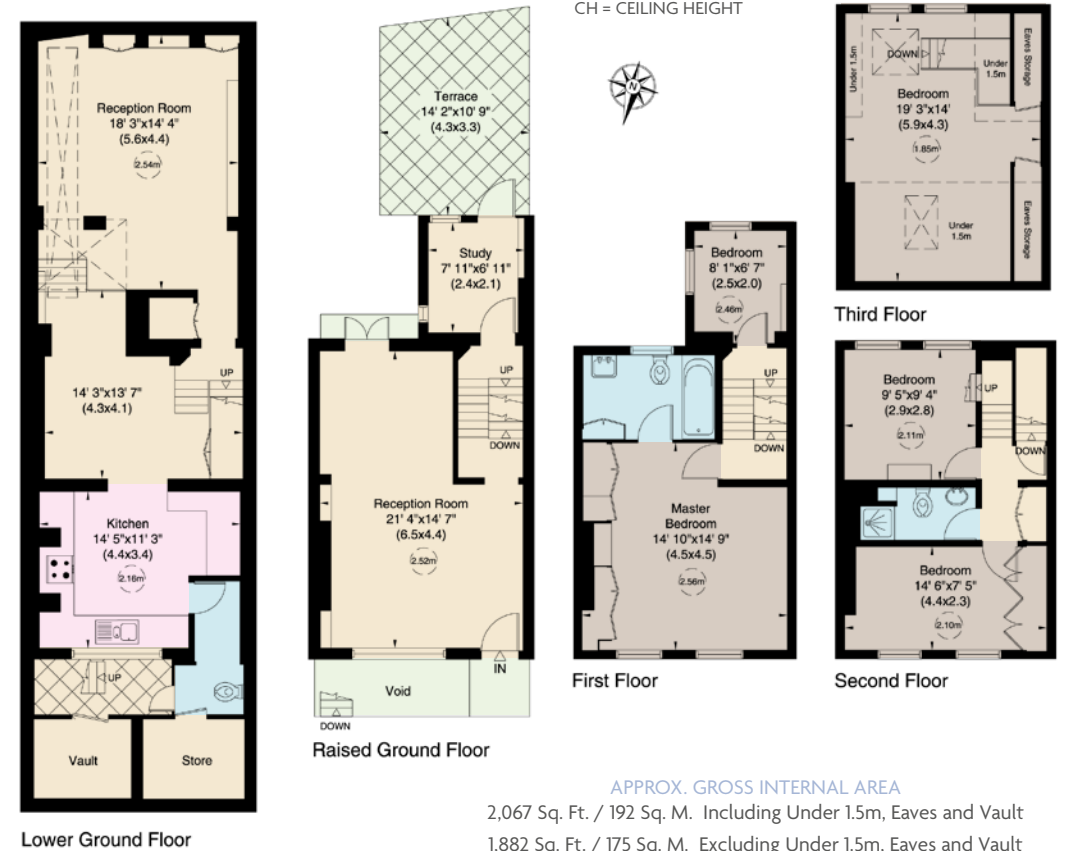 CH = CEILING HEIGHT
Reception Room
18' 3"x14' 4"
(5.6x4.4)
2.54m
UP
14' 3"x13' 7"
(4.3x4.1)
Kitchen
14' 5"x11' 3"
(4.4x3.4)
2.16m
UP
Vault
Store
Lower Ground Floor
Terrace
14' 2"x10' 9"
(4.3x3.3)
Study
7' 11"x6' 11"
(2.4x2.1)
UP
DOWN
Reception Room
21' 4"x14' 7"
(6.5x4.4)
2.52m
IN
Void
DOWN
Raised Ground Floor
N
Bedroom
8' 1"x6' 7"
(2.5x2.0)
2.46m
UP
DOWN
Master
Bedroom
14' 10"x14' 9"
(4.5x4.5)
2.56m
First Floor
Under 1.5m
DOWN
Under
1.5m
Eaves Storage
Bedroom
19' 3"x14'
(5.9x4.3)
1.85m
Under
1.5m
Eaves Storage
Third Floor
Bedroom
9' 5"x9' 4"
(2.9x2.8)
2.11m
UP
DOWN
Bedroom
14' 6"x7' 5"
(4.4x2.3)
2.10m
Second Floor
APPROX. GROSS INTERNAL AREA
2,067 Sq. Ft. / 192 Sq. M. Including Under 1.5m, Eaves and Vault
1,882 Sq. Ft. / 175 Sq. M. Excluding Under 1.5m, Eaves and Vault